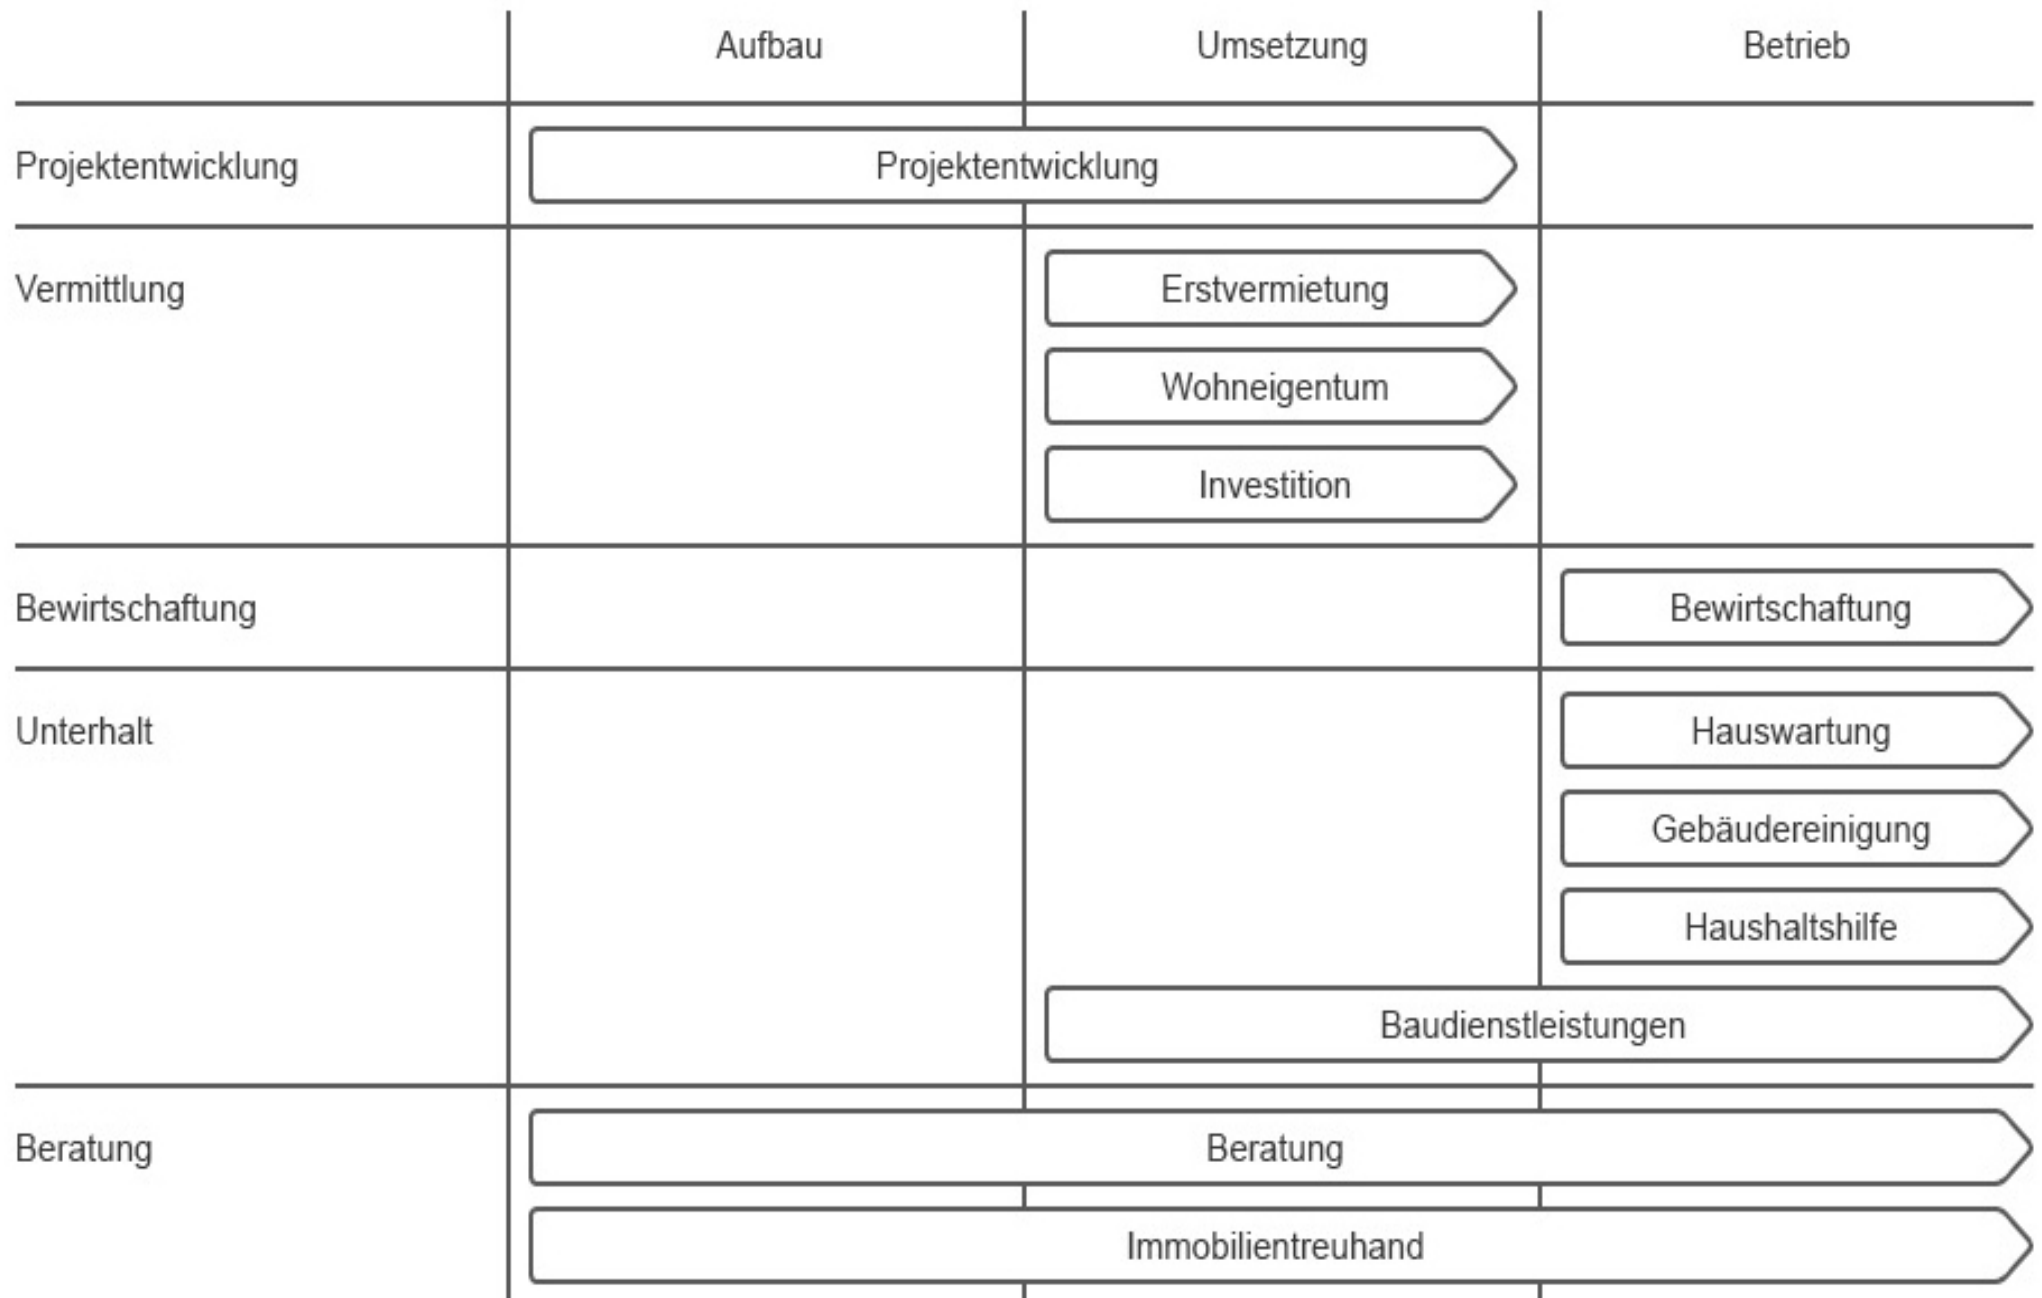 Aufbau Umsetzung Betrieb
Projektentwicklung Projektentwicklung
Vermittlung Erstvermietung
Wohneigentum
Investition
Bewirtschaftung Bewirtschaftung
Unterhalt Hauswartung
Gebäudereinigung
Haushaltshilfe
Baudienstleistungen
Beratung Beratung
Immobilientreuhand